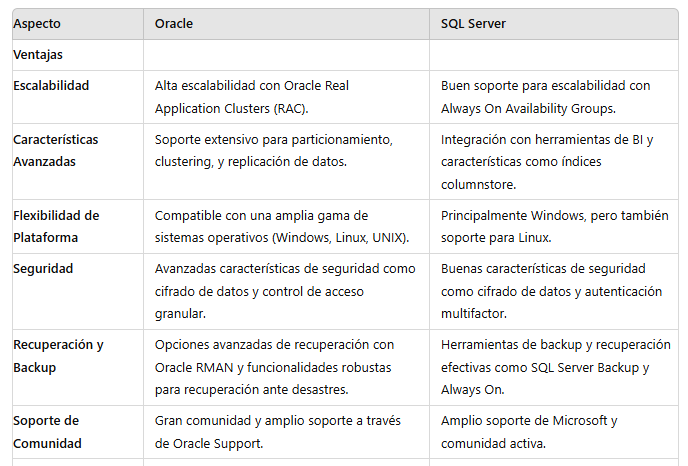 Aspecto Oracle SQL Server
Ventajas
Escalabilidad Alta escalabilidad con Oracle Real Buen soporte para escalabilidad con
Application Clusters (RAC). Always On Availability Groups.
Características Soporte extensivo para particionamiento, Integración con herramientas de BI y
Avanzadas clustering, y replicación de datos. características como índices
columnstore.
Flexibilidad de Compatible con una amplia gama de Principalmente Windows, pero también
Plataforma sistemas operativos (Windows, Linux, UNIX). soporte para Linux.
Seguridad Avanzadas características de seguridad como Buenas características de seguridad
cifrado de datos y control de acceso como cifrado de datos y autenticación
granular. multifactor.
Recuperación y Opciones avanzadas de recuperación con Herramientas de backup y recuperación
Backup Oracle RMAN y funcionalidades robustas efectivas como SQL Server Backup y
para recuperación ante desastres. Always On.
Soporte de Gran comunidad y amplio soporte a través Amplio soporte de Microsoft y
Comunidad de Oracle Support. comunidad activa.